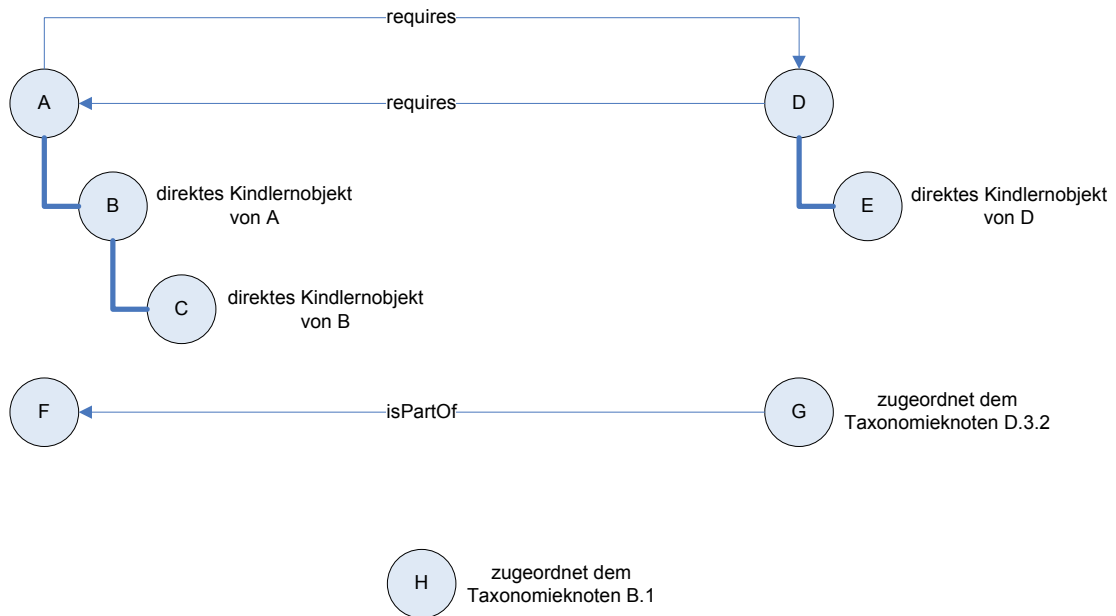 requires
A
requires
D
B
direktes Kindlernobjekt
von A
E
direktes Kindlernobjekt
von D
C
direktes Kindlernobjekt
von B
F
isPartOf
G
zugeordnet dem
Taxonomieknoten D.3.2
H
zugeordnet dem
Taxonomieknoten B.1